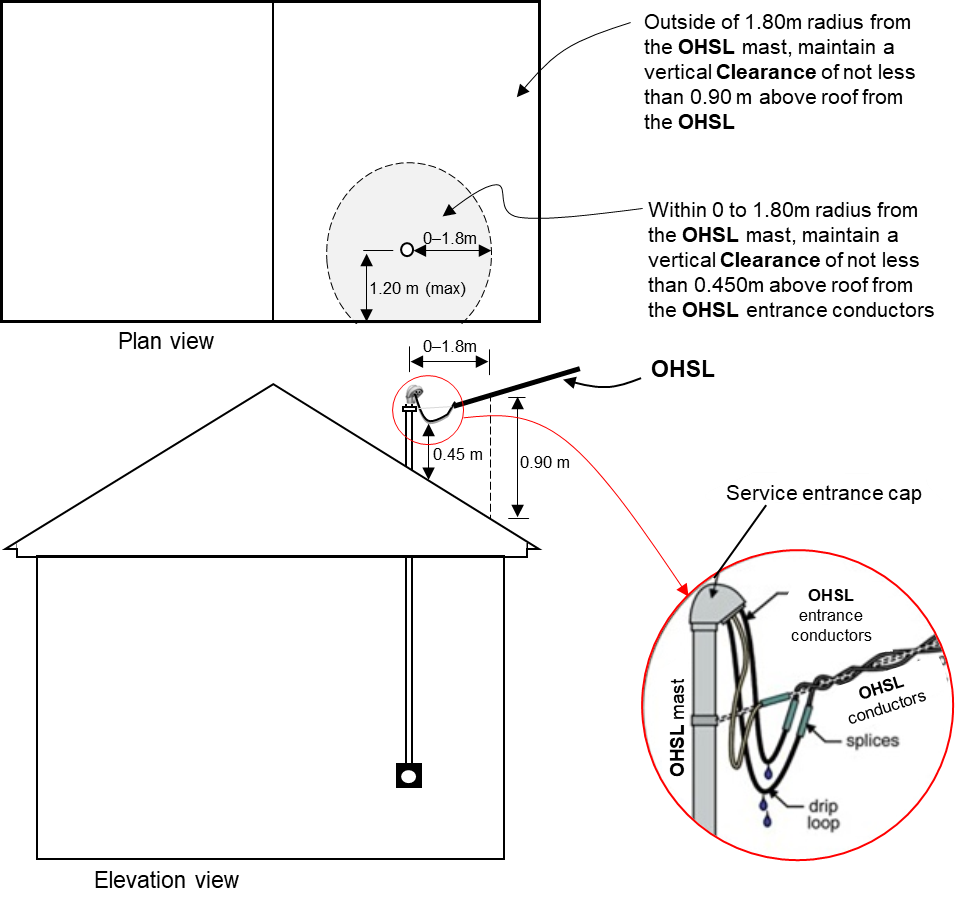 Outside of 1.80m radius from
the OHSL mast, maintain a
vertical Clearance of not less
than 0.90 m above roof from
the OHSL
Within 0 to 1.80m radius from
the OHSL mast, maintain a
vertical Clearance of not less
than 0.450m above roof from
the OHSL entrance conductors
0–1.8m
1.20 m (max)
Plan view
0–1.8m
OHSL
0.45 m
0.90 m
Service entrance cap
OHSL
entrance
conductors
OHSL
conductors
OHSL mast
splices
drip
loop
Elevation view